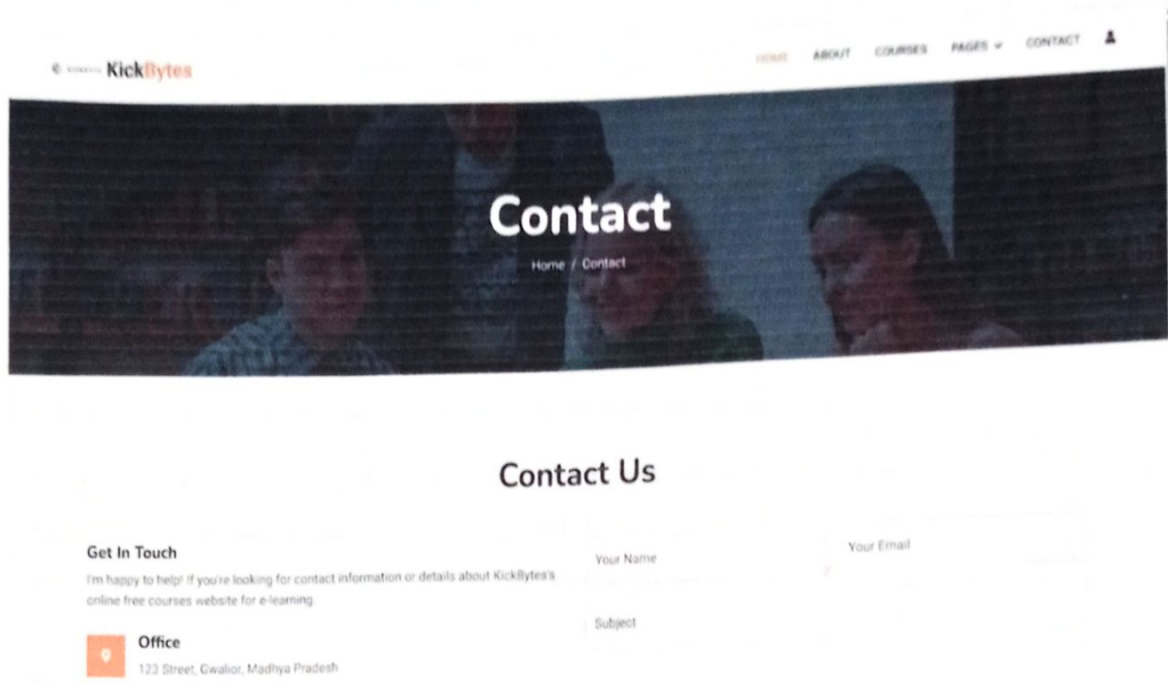 KickBytes
HOME ABOUT COURSES PAGES CONTACT
Contact
Home / Contact
Contact Us
Get In Touch
I'm happy to help! If you're looking for contact information or details about KickBytes's
online free courses website for e-learning.
Your Name
Your Email
Subject
Office
123 Street, Gwalior, Madhya Pradesh